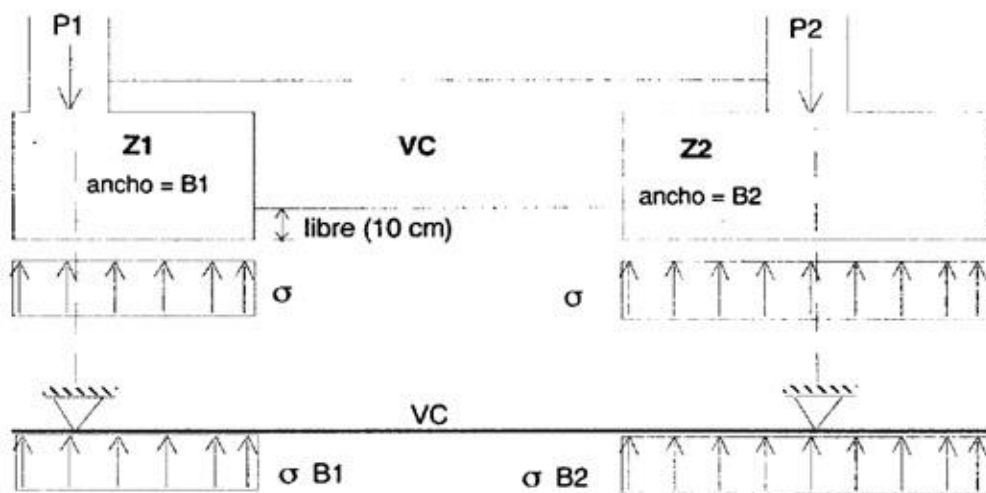 P1
P2
Z1
VC
Z2
ancho = B1
ancho = B2
libre (10 cm)
σ
σ
VC
σ B1
σ B2